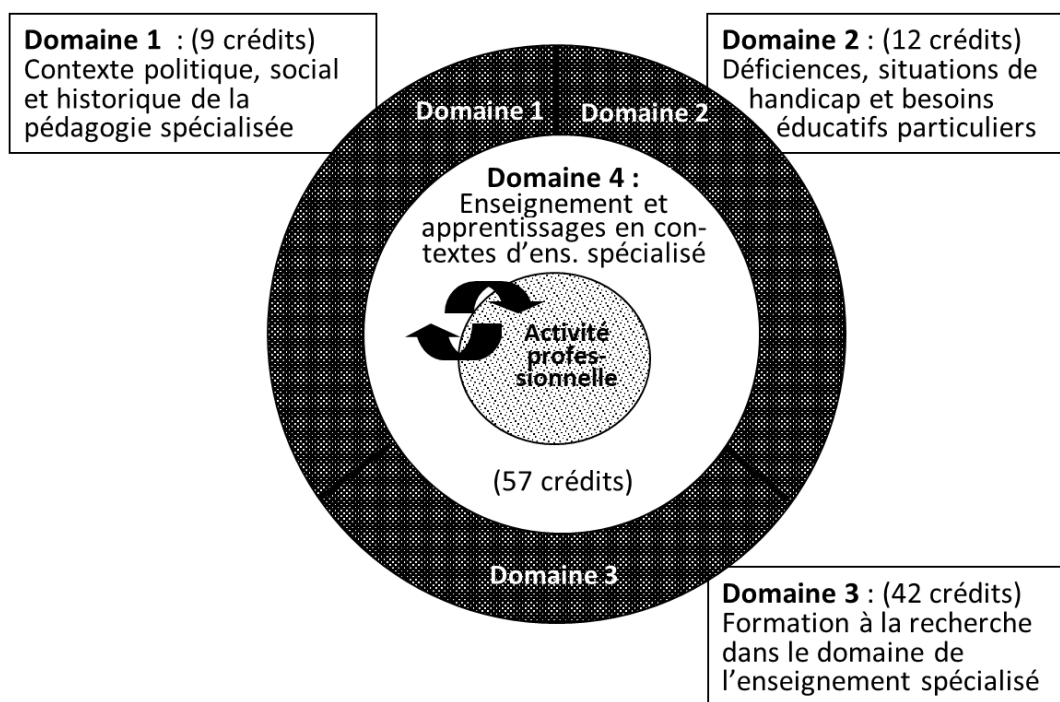 Domaine 1 : (9 crédits)
Contexte politique, social
et historique de la
pédagogie spécialisée
Domaine 2 : (12 crédits)
Déficiences, situations de
handicap et besoins
éducatifs particuliers
Domaine 1
Domaine 2
Domaine 4 :
Enseignement et
apprentissages en con-
textes d'ens. spécialisé
Activité
profes-
sionnelle
(57 crédits)
Domaine 3
Domaine 3 : (42 crédits)
Formation à la recherche
dans le domaine de
l'enseignement spécialisé